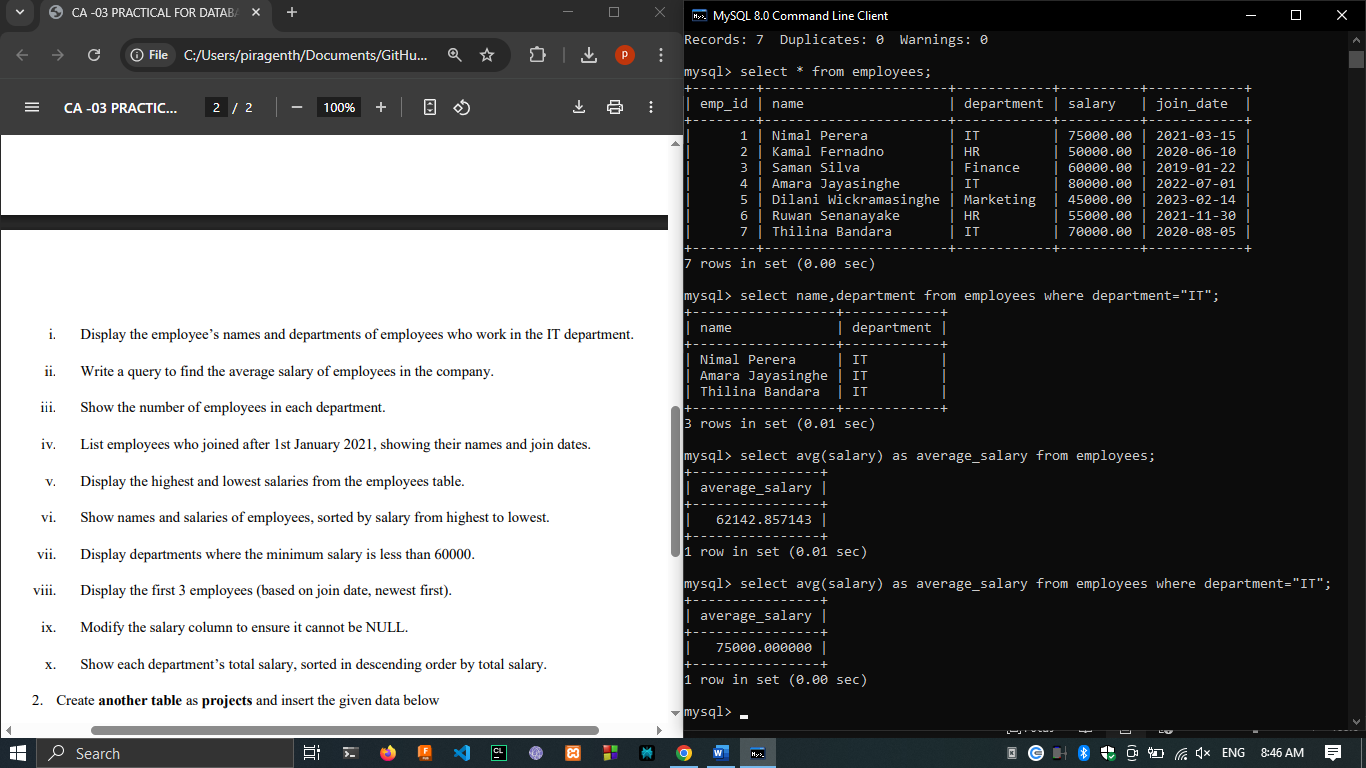 CA -03 PRACTICAL FOR DATAB
File C:/Users/piragenth/Documents/GitHu...
p
CA -03 PRACTIC... 2 / 2 — 100% +
i. Display the employee’s names and departments of employees who work in the IT department.
ii. Write a query to find the average salary of employees in the company.
iii. Show the number of employees in each department.
iv. List employees who joined after 1st January 2021, showing their names and join dates.
v. Display the highest and lowest salaries from the employees table.
vi. Show names and salaries of employees, sorted by salary from highest to lowest.
vii. Display departments where the minimum salary is less than 60000.
viii. Display the first 3 employees (based on join date, newest first).
ix. Modify the salary column to ensure it cannot be NULL.
x. Show each department’s total salary, sorted in descending order by total salary.
2. Create another table as projects and insert the given data below
MySQL 8.0 Command Line Client
Records: 7  Duplicates: 0  Warnings: 0
mysql> select * from employees;
+--------+-----------------------+------------+----------+------------+
| emp_id | name                  | department | salary   | join_date  |
+--------+-----------------------+------------+----------+------------+
|      1 | Nimal Perera          | IT         | 75000.00 | 2021-03-15 |
|      2 | Kamal Fernadno        | HR         | 50000.00 | 2020-06-10 |
|      3 | Saman Silva           | Finance    | 60000.00 | 2019-01-22 |
|      4 | Amara Jayasinghe      | IT         | 80000.00 | 2022-07-01 |
|      5 | Dilani Wickramasinghe | Marketing  | 45000.00 | 2023-02-14 |
|      6 | Ruwan Senanayake      | HR         | 55000.00 | 2021-11-30 |
|      7 | Thilina Bandara       | IT         | 70000.00 | 2020-08-05 |
+--------+-----------------------+------------+----------+------------+
7 rows in set (0.00 sec)
mysql> select name,department from employees where department="IT";
+------------------+------------+
| name             | department |
+------------------+------------+
| Nimal Perera     | IT         |
| Amara Jayasinghe | IT         |
| Thilina Bandara  | IT         |
+------------------+------------+
3 rows in set (0.01 sec)
mysql> select avg(salary) as average_salary from employees;
+----------------+
| average_salary |
+----------------+
|   62142.857143 |
+----------------+
1 row in set (0.01 sec)
mysql> select avg(salary) as average_salary from employees where department="IT";
+----------------+
| average_salary |
+----------------+
|   75000.000000 |
+----------------+
1 row in set (0.00 sec)
mysql>
Search
ENG 8:46 AM